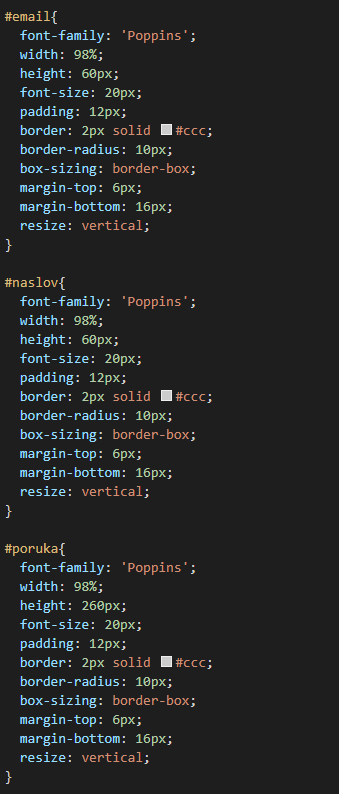 #email{
  font-family: 'Poppins';
  width: 98%;
  height: 60px;
  font-size: 20px;
  padding: 12px;
  border: 2px solid #ccc;
  border-radius: 10px;
  box-sizing: border-box;
  margin-top: 6px;
  margin-bottom: 16px;
  resize: vertical;
}

#naslov{
  font-family: 'Poppins';
  width: 98%;
  height: 60px;
  font-size: 20px;
  padding: 12px;
  border: 2px solid #ccc;
  border-radius: 10px;
  box-sizing: border-box;
  margin-top: 6px;
  margin-bottom: 16px;
  resize: vertical;
}

#poruka{
  font-family: 'Poppins';
  width: 98%;
  height: 260px;
  font-size: 20px;
  padding: 12px;
  border: 2px solid #ccc;
  border-radius: 10px;
  box-sizing: border-box;
  margin-top: 6px;
  margin-bottom: 16px;
  resize: vertical;
}